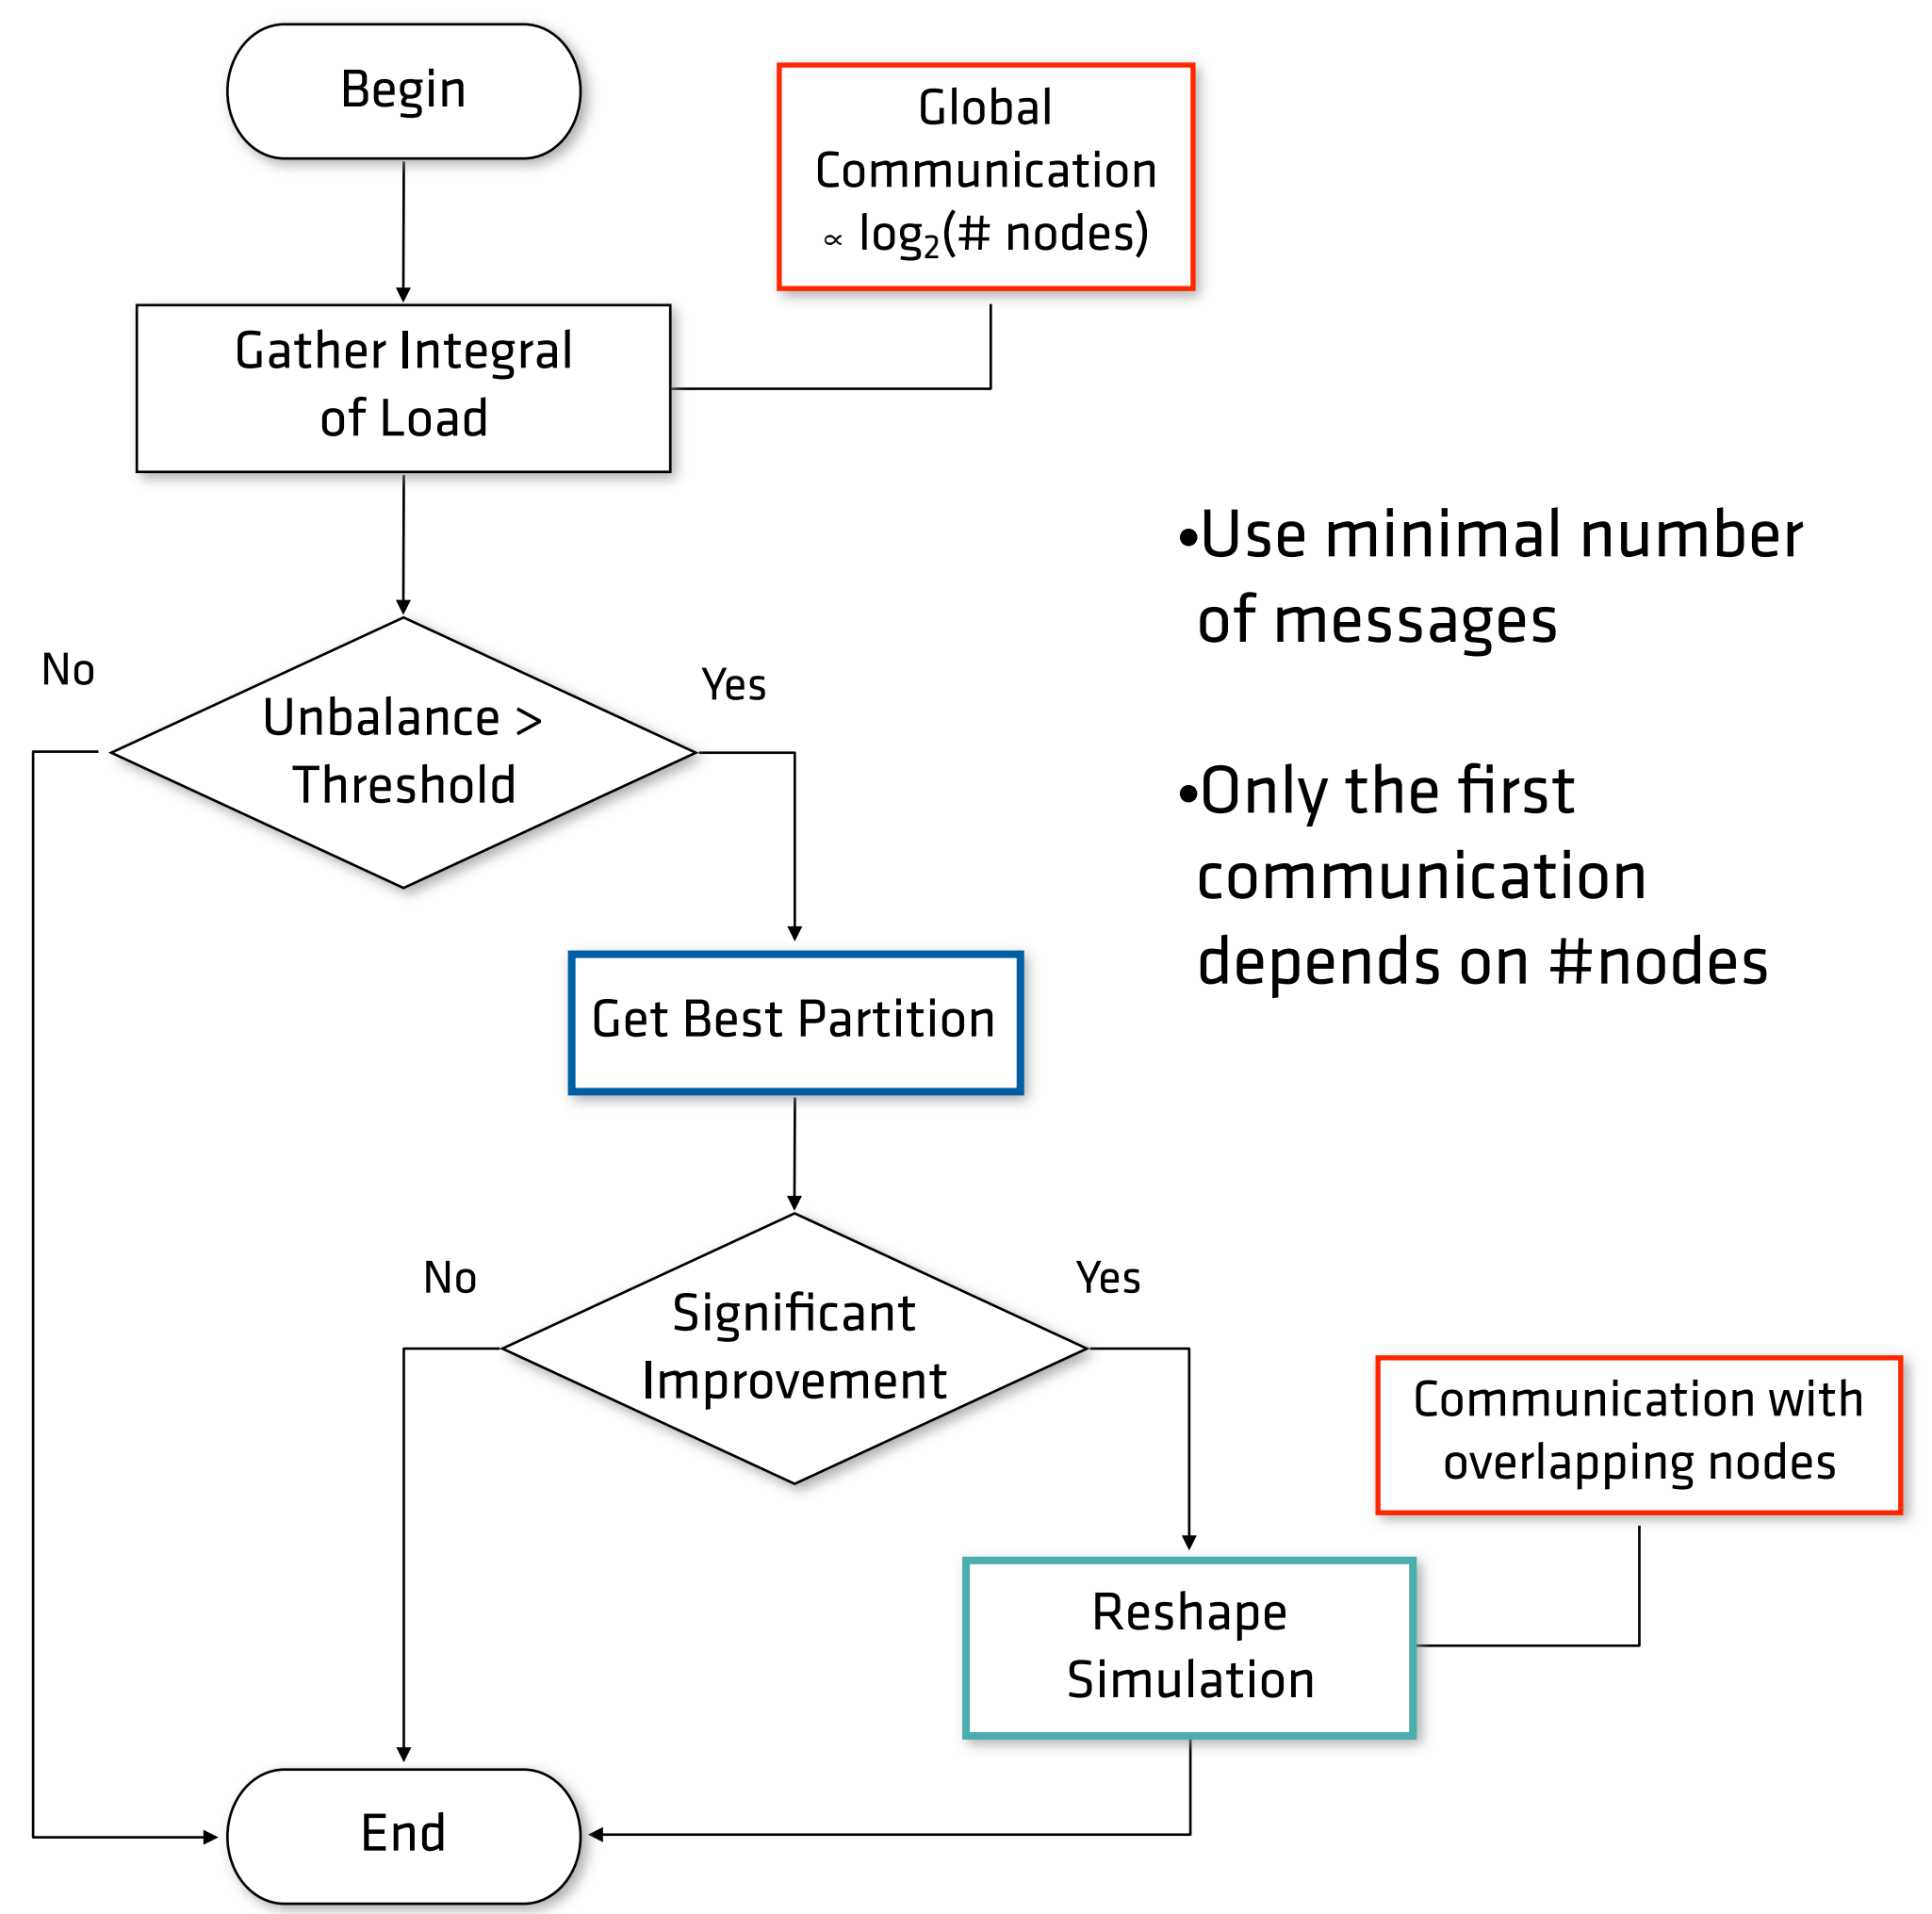 Begin
Global
Communication
∝ log₂(# nodes)
Gather Integral
of Load
•Use minimal number
of messages
No
Yes
Unbalance >
Threshold
•Only the first
communication
depends on #nodes
Get Best Partition
No
Yes
Significant
Improvement
Communication with
overlapping nodes
Reshape
Simulation
End